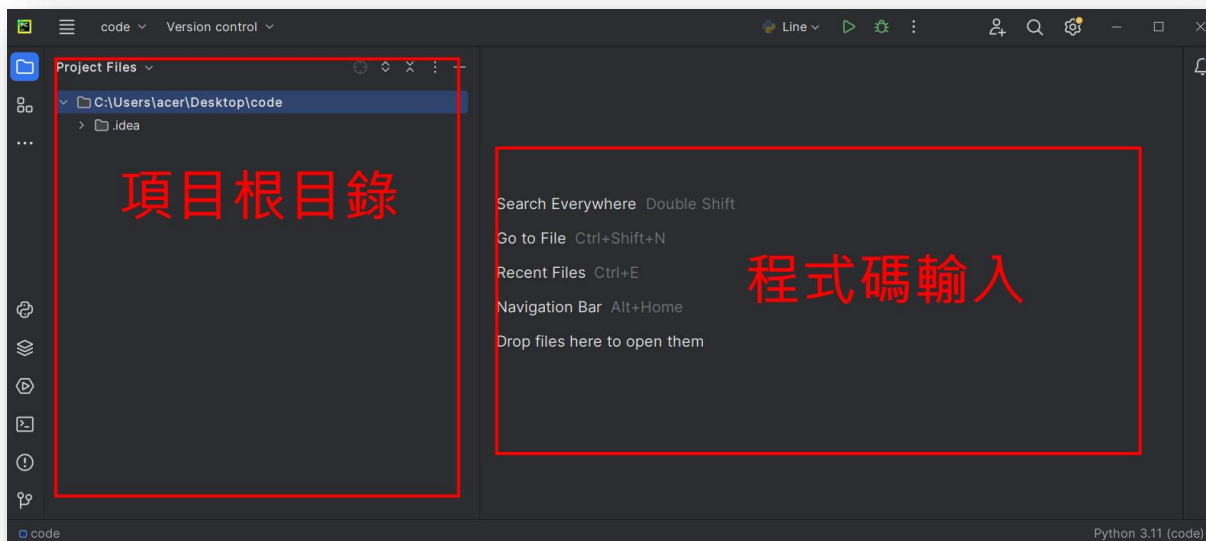 PC
code Version control Line
Project Files
C:\Users\acer\Desktop\code
.idea
項目根目錄
Search Everywhere Double Shift
Go to File Ctrl+Shift+N
Recent Files Ctrl+E
Navigation Bar Alt+Home
Drop files here to open them
程式碼輸入
code Python 3.11 (code)